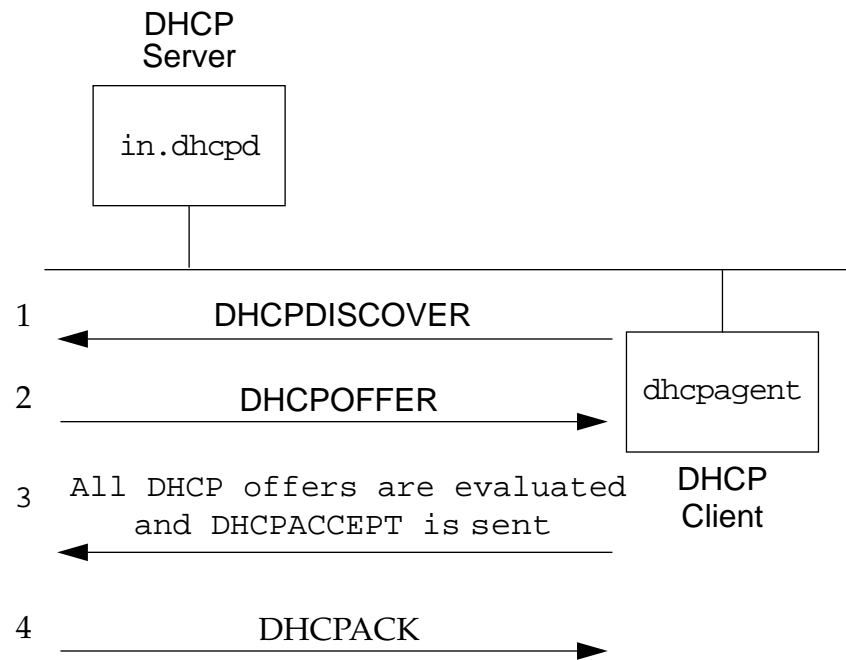 DHCP
Server
in.dhcpd
1 DHCPDISCOVER
2 DHCPOFFER
dhcpagent
3 All DHCP offers are evaluated
and DHCPACCEPT is sent
DHCP
Client
4 DHCPACK